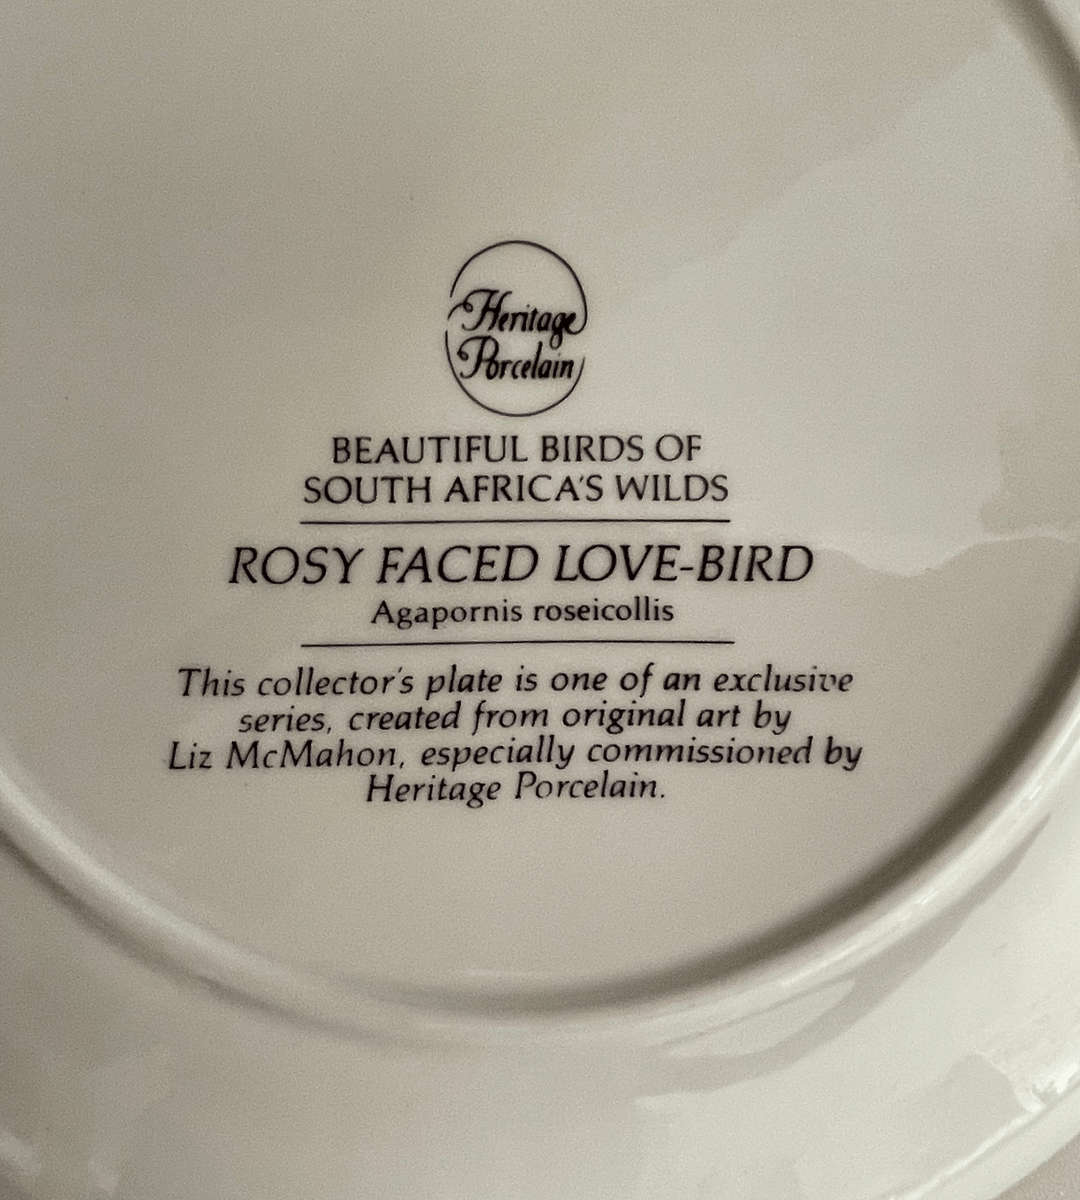 Heritage
Porcelain
BEAUTIFUL BIRDS OF
SOUTH AFRICA'S WILDS
ROSY FACED LOVE-BIRD
Agapornis roseicollis
This collector's plate is one of an exclusive
series, created from original art by
Liz McMahon, especially commissioned by
Heritage Porcelain.